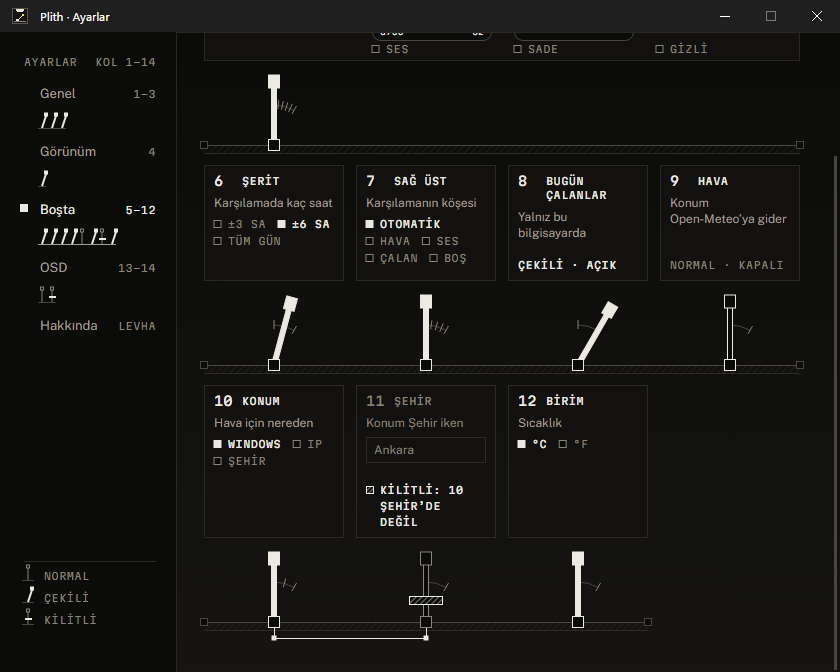 Plith · Ayarlar
AYARLAR KOL 1–14
Genel 1–3
Görünüm 4
Boşta 5–12
OSD 13–14
Hakkında LEVHA
NORMAL
ÇEKİLİ
KİLİTLİ
SES SADE GİZLİ
6 ŞERİT
Karşılamada kaç saat
±3 SA ±6 SA
TÜM GÜN
7 SAĞ ÜST
Karşılamanın köşesi
OTOMATİK
HAVA SES
ÇALAN BOŞ
8 BUGÜN
ÇALANLAR
Yalnız bu
bilgisayarda
ÇEKİLİ · AÇIK
9 HAVA
Konum
Open-Meteo’ya gider
NORMAL · KAPALI
10 KONUM
Hava için nereden
WINDOWS IP
ŞEHİR
11 ŞEHİR
Konum Şehir iken
Ankara
KİLİTLİ: 10
ŞEHİR’DE
DEĞİL
12 BİRİM
Sıcaklık
°C °F